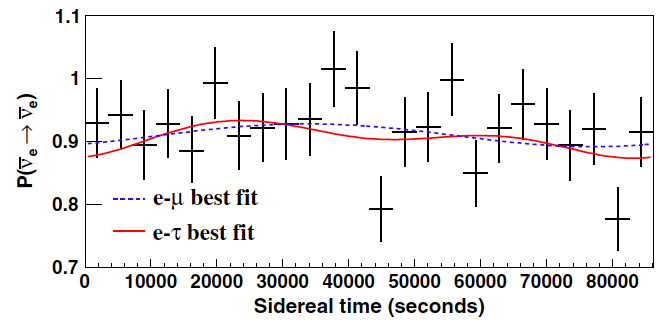 1.1
1
0.9
0.8
0.7
P(ν̄e → ν̄e)
e-μ best fit
e-τ best fit
0 10000 20000 30000 40000 50000 60000 70000 80000
Sidereal time (seconds)